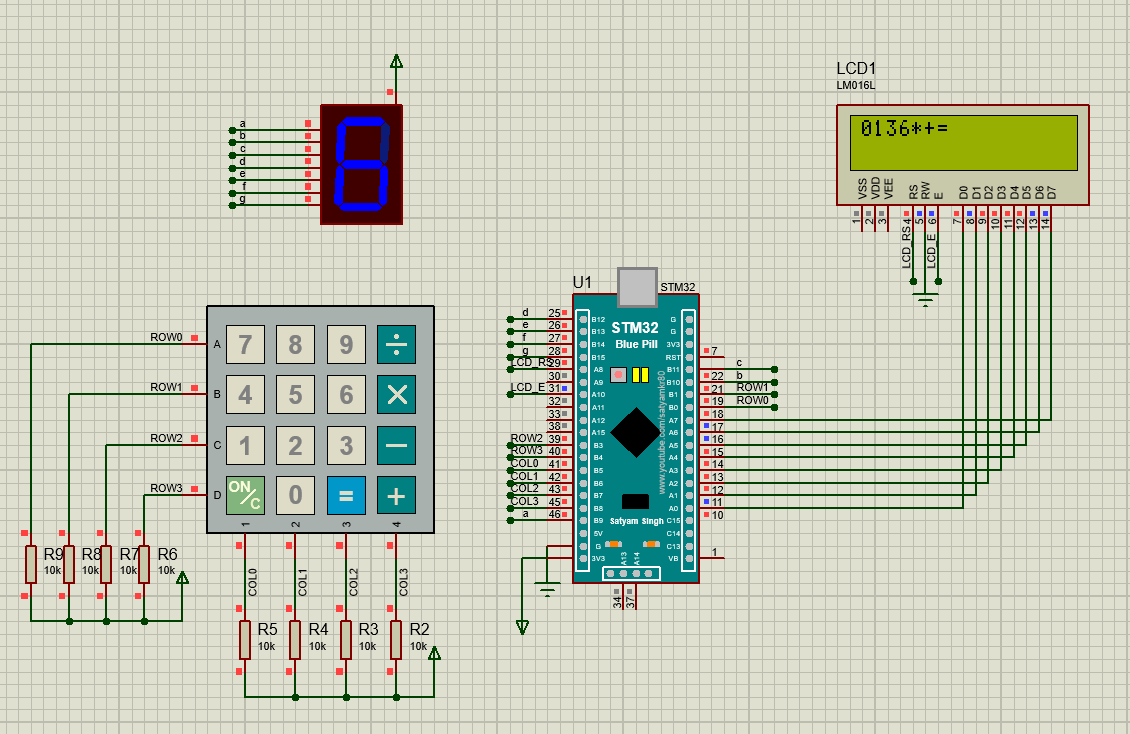 LCD1
LM016L
0136*+=
VSS
VDD
VEE
RS
RW
E
D0
D1
D2
D3
D4
D5
D6
D7
1
2
3
4
5
6
7
8
9
10
11
12
13
14
LCD_RS
LCD_E
a
b
c
d
e
f
g
ROW0
ROW1
ROW2
ROW3
A
B
C
D
7 8 9 ÷
4 5 6 ×
1 2 3 −
ON/C 0 = +
1 2 3 4
COL0
COL1
COL2
COL3
R9
10k
R8
10k
R7
10k
R6
10k
R5
10k
R4
10k
R3
10k
R2
10k
U1
STM32
STM32
Blue Pill
www.youtube.com/satyamkr80
Satyam Singh
d 25 B12
e 26 B13
f 27 B14
g 28 B15
LCD_RS 29 A8
30 A9
LCD_E 31 A10
32 A11
33 A12
38 A15
ROW2 39 B3
ROW3 40 B4
COL0 41 B5
COL1 42 B6
COL2 43 B7
COL3 45 B8
a 46 B9
5V
G
3V3
G
G
3V3
RST 7
B11 c
B10 22 b
B1 21 ROW1
B0 19 ROW0
A7 18
A6 17
A5 16
A4 15
A3 14
A2 13
A1 12
A0 11
C15 10
C14
C13
VB 1
A13
A14
34
37